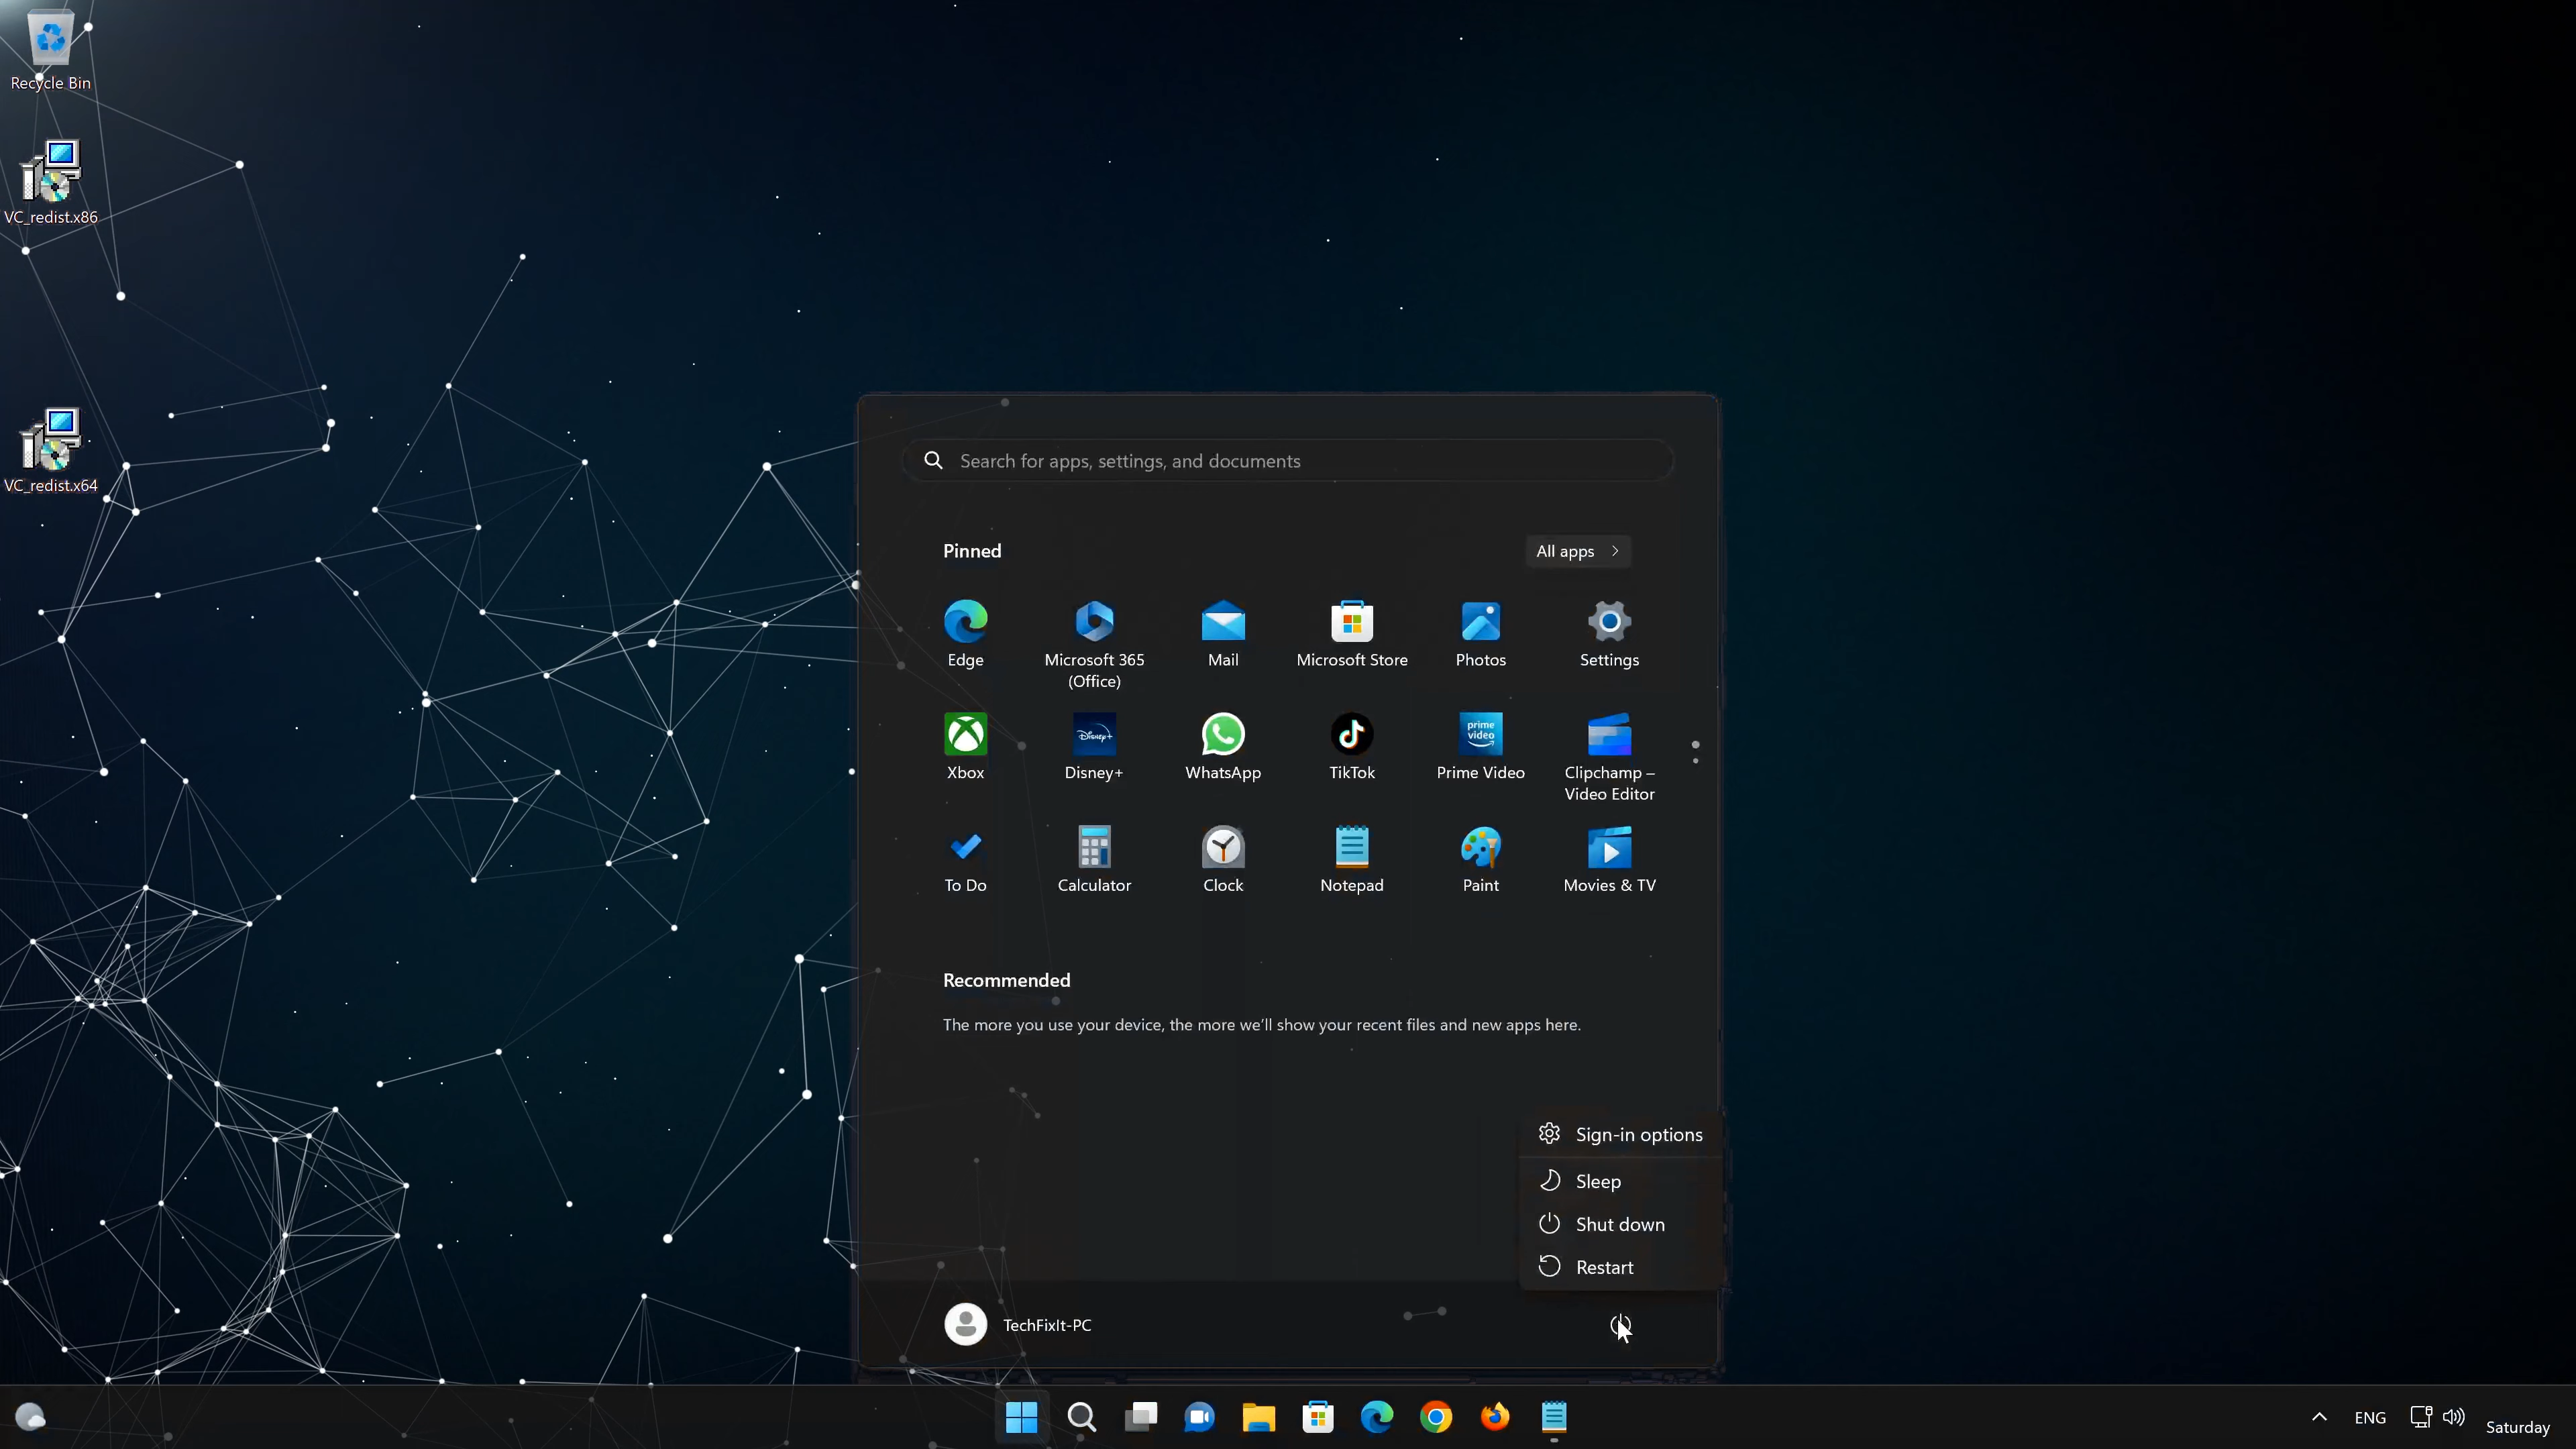 Recycle Bin
VC_redist.x86
VC_redist.x64
Search for apps, settings, and documents
Pinned
All apps
Edge
Microsoft 365
(Office)
Mail
Microsoft Store
Photos
Settings
Xbox
Disney+
WhatsApp
TikTok
prime
video
Prime Video
Clipchamp –
Video Editor
To Do
Calculator
Clock
Notepad
Paint
Movies & TV
Recommended
The more you use your device, the more we'll show your recent files and new apps here.
Sign-in options
Sleep
Shut down
Restart
TechFixIt-PC
ENG
Saturday